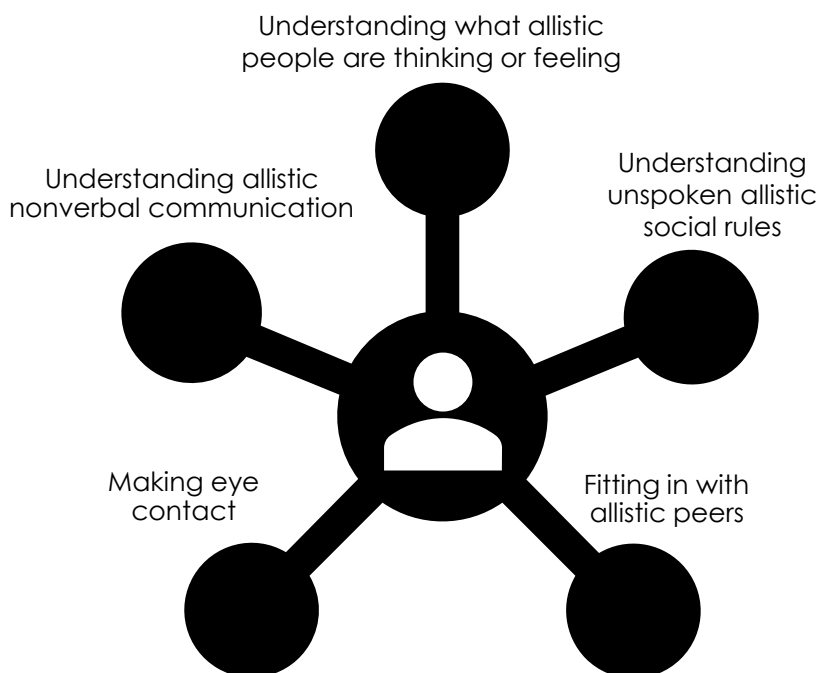 Understanding what allistic
people are thinking or feeling
Understanding allistic
nonverbal communication
Understanding
unspoken allistic
social rules
Making eye
contact
Fitting in with
allistic peers